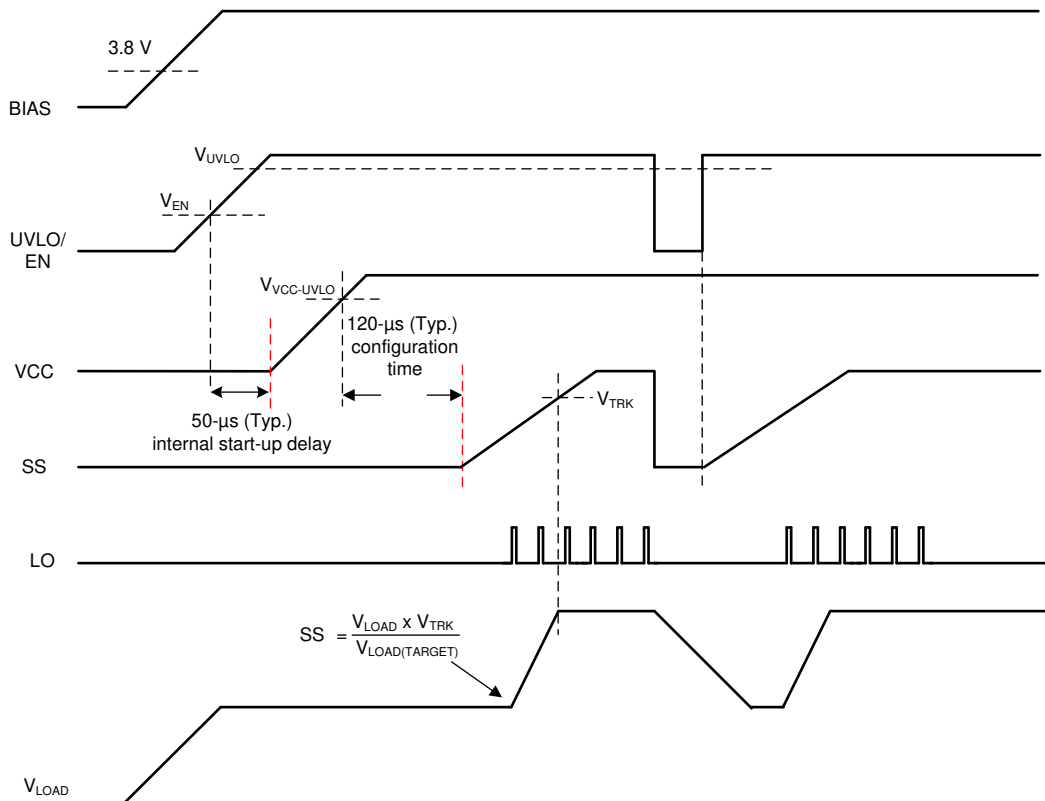 3.8 V
BIAS
VUVLO
VEN
UVLO/
EN
VVCC-UVLO
120-µs (Typ.)
configuration
time
VCC
VTRK
50-µs (Typ.)
internal start-up delay
SS
LO
SS = VLOAD x VTRK
VLOAD(TARGET)
VLOAD